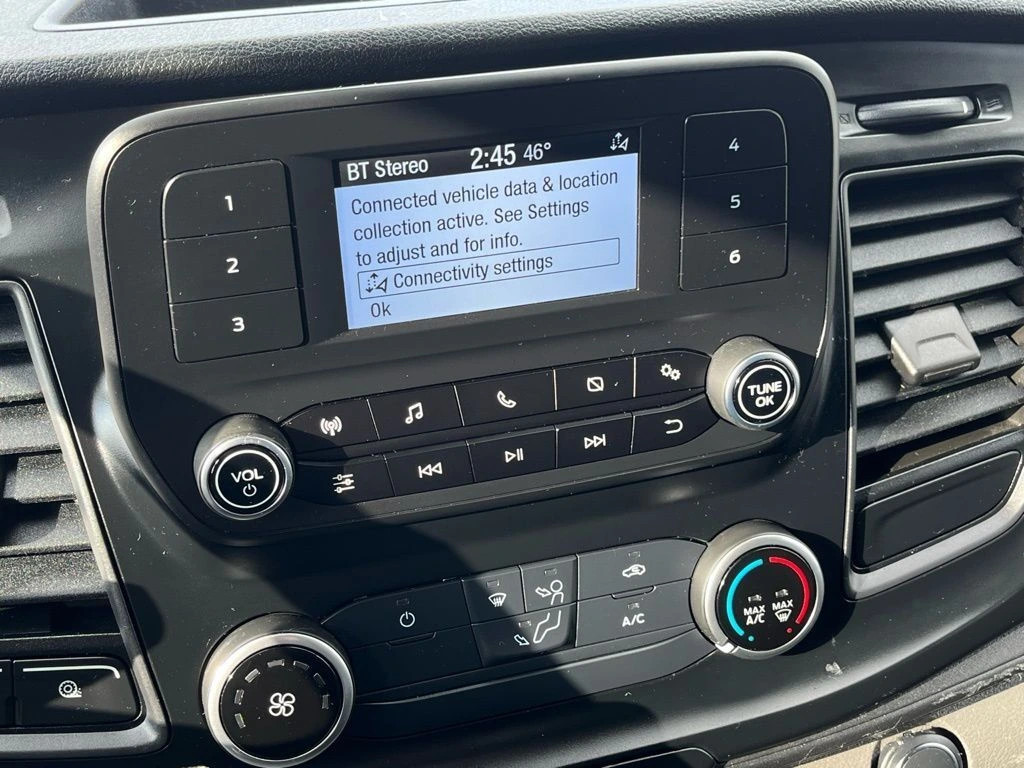 BT Stereo 2:45 46°
Connected vehicle data & location
collection active. See Settings
to adjust and for info.
Connectivity settings
Ok
1
2
3
4
5
6
VOL
TUNE
OK
A/C
MAX
A/C
MAX